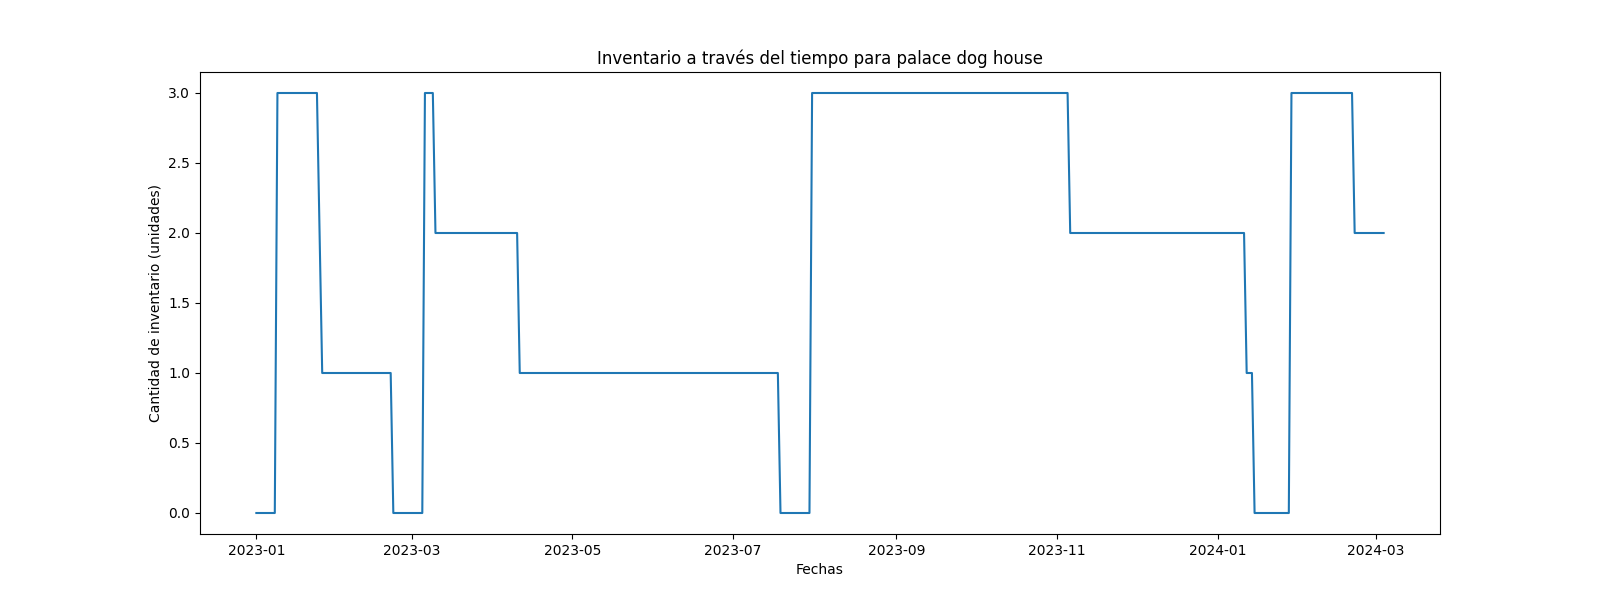 Inventario a través del tiempo para palace dog house
Cantidad de inventario (unidades)
3.0
2.5
2.0
1.5
1.0
0.5
0.0
2023-01 2023-03 2023-05 2023-07 2023-09 2023-11 2024-01 2024-03
Fechas